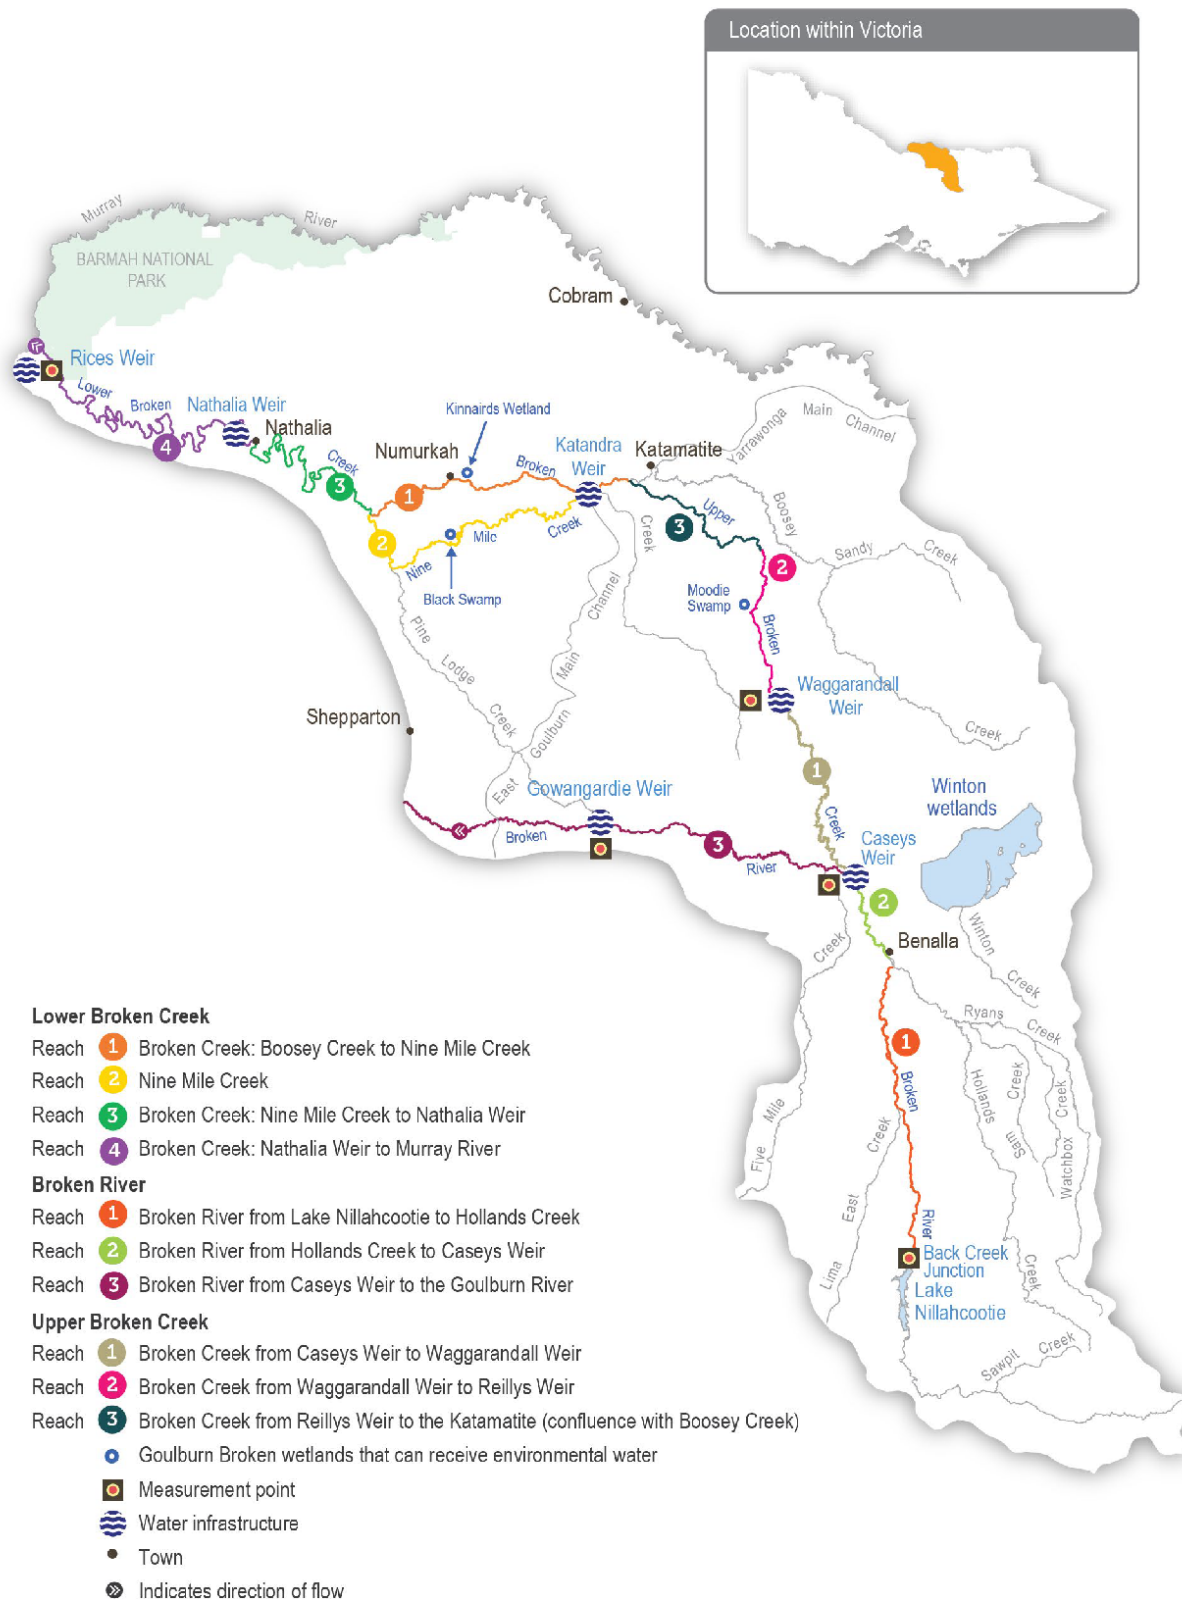 Location within Victoria
Murray
River
BARMAH NATIONAL
PARK
Cobram
Rices Weir
Lower
Broken
Nathalia Weir
Nathalia
Creek
4
3
Kinnairds Wetland
Numurkah
Broken
Katandra
Weir
Katamatite
Yarrawonga
Main
Channel
1
2
Nine
Mile
Creek
Black Swamp
Creek
Upper
3
Boosey
Sandy
Creek
2
Moodie
Swamp
Broken
Pine
Lodge
Creek
Channel
Main
Goulburn
East
Waggarandall
Weir
Creek
Shepparton
1
Creek
Gowangardie Weir
Broken
3
River
Winton
wetlands
Caseys
Weir
2
Creek
Benalla
Winton
Creek
Ryans
Creek
1
Broken
Hollands
Creek
Sam
Creek
Watchbox
Five
Mile
Creek
East
Lima
River
Back Creek
Junction
Lake
Nillahcootie
Creek
Sawpit
Creek
Lower Broken Creek
Reach 1 Broken Creek: Boosey Creek to Nine Mile Creek
Reach 2 Nine Mile Creek
Reach 3 Broken Creek: Nine Mile Creek to Nathalia Weir
Reach 4 Broken Creek: Nathalia Weir to Murray River
Broken River
Reach 1 Broken River from Lake Nillahcootie to Hollands Creek
Reach 2 Broken River from Hollands Creek to Caseys Weir
Reach 3 Broken River from Caseys Weir to the Goulburn River
Upper Broken Creek
Reach 1 Broken Creek from Caseys Weir to Waggarandall Weir
Reach 2 Broken Creek from Waggarandall Weir to Reillys Weir
Reach 3 Broken Creek from Reillys Weir to the Katamatite (confluence with Boosey Creek)
Goulburn Broken wetlands that can receive environmental water
Measurement point
Water infrastructure
Town
Indicates direction of flow